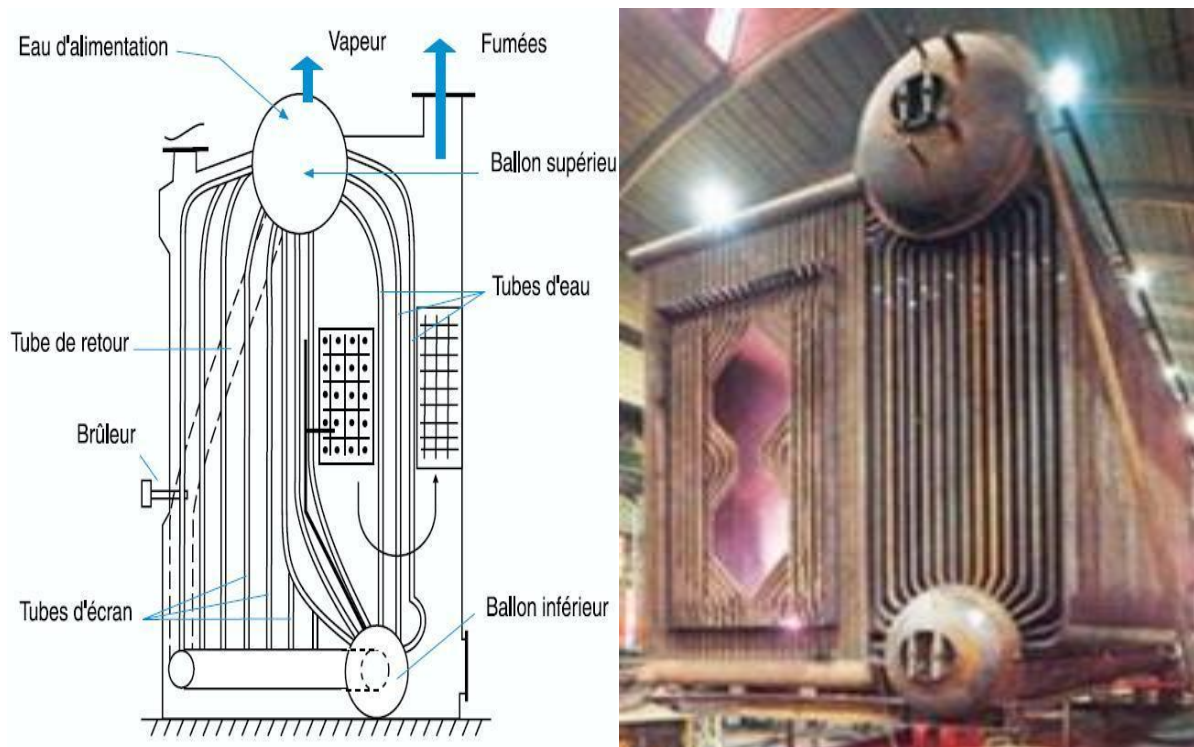 Eau d'alimentation
Vapeur
Fumées
Ballon supérieu
Tubes d'eau
Tube de retour
Brûleur
Tubes d'écran
Ballon inférieur